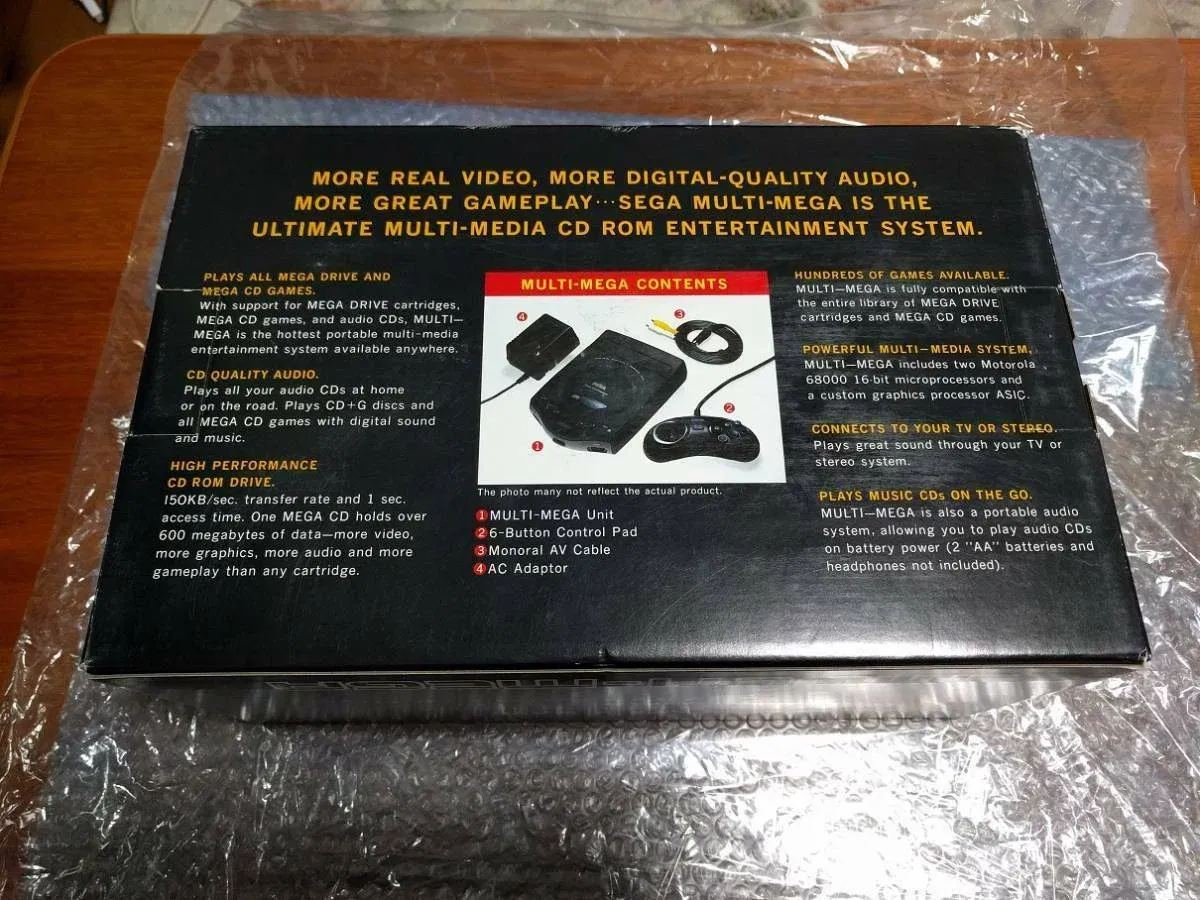 MORE REAL VIDEO, MORE DIGITAL-QUALITY AUDIO,
MORE GREAT GAMEPLAY···SEGA MULTI-MEGA IS THE
ULTIMATE MULTI-MEDIA CD ROM ENTERTAINMENT SYSTEM.
PLAYS ALL MEGA DRIVE AND
MEGA CD GAMES.
With support for MEGA DRIVE cartridges,
MEGA CD games, and audio CDs, MULTI-
MEGA is the hottest portable multi-media
entertainment system available anywhere.
CD QUALITY AUDIO.
Plays all your audio CDs at home
or on the road. Plays CD+G discs and
all MEGA CD games with digital sound
and music.
HIGH PERFORMANCE
CD ROM DRIVE.
150KB/sec. transfer rate and 1 sec.
access time. One MEGA CD holds over
600 megabytes of data—more video,
more graphics, more audio and more
gameplay than any cartridge.
MULTI-MEGA CONTENTS
4
3
2
1
The photo many not reflect the actual product.
1 MULTI-MEGA Unit
2 6-Button Control Pad
3 Monoral AV Cable
4 AC Adaptor
HUNDREDS OF GAMES AVAILABLE.
MULTI-MEGA is fully compatible with
the entire library of MEGA DRIVE
cartridges and MEGA CD games.
POWERFUL MULTI-MEDIA SYSTEM.
MULTI-MEGA includes two Motorola
68000 16-bit microprocessors and
a custom graphics processor ASIC.
CONNECTS TO YOUR TV OR STEREO.
Plays great sound through your TV or
stereo system.
PLAYS MUSIC CDs ON THE GO.
MULTI-MEGA is also a portable audio
system, allowing you to play audio CDs
on battery power (2 "AA" batteries and
headphones not included).